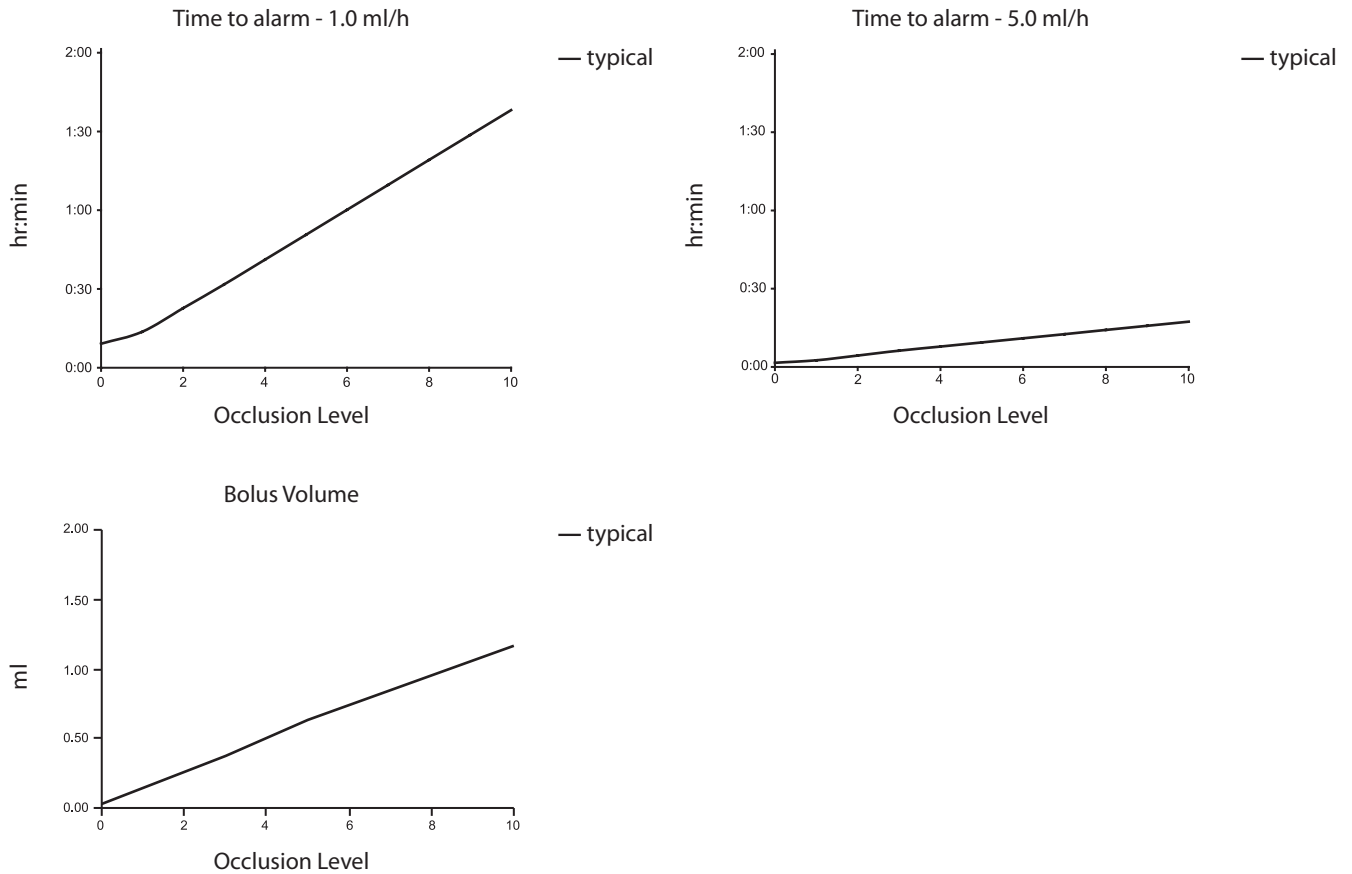 Time to alarm - 1.0 ml/h
— typical
2:00
1:30
1:00
0:30
0:00
hr:min
0 2 4 6 8 10
Occlusion Level
Time to alarm - 5.0 ml/h
— typical
2:00
1:30
1:00
0:30
0:00
hr:min
0 2 4 6 8 10
Occlusion Level
Bolus Volume
— typical
2.00
1.50
1.00
0.50
0.00
ml
0 2 4 6 8 10
Occlusion Level